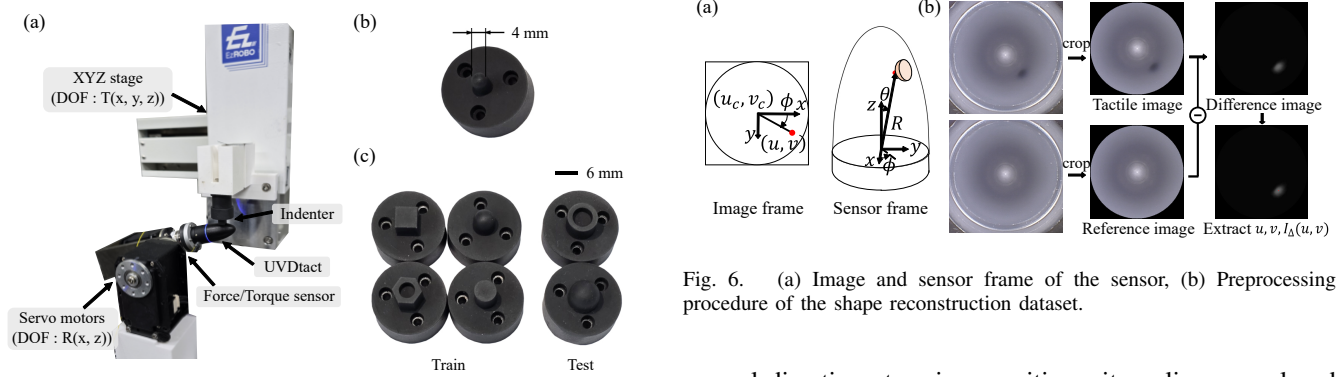 (a)
EZ
EZROBO
XYZ stage
(DOF : T(x, y, z))
Indenter
UVDtact
Force/Torque sensor
Servo motors
(DOF : R(x, z))
(b)
4 mm
(c)
6 mm
Train
Test
(a)
(u_c, v_c)
ϕ
x
y
(u, v)
Image frame
θ
z
R
y
x
ϕ
Sensor frame
(b)
crop
Tactile image
Difference image
−
crop
Reference image
Extract u, v, I_Δ(u, v)
Fig. 6. (a) Image and sensor frame of the sensor, (b) Preprocessing
procedure of the shape reconstruction dataset.